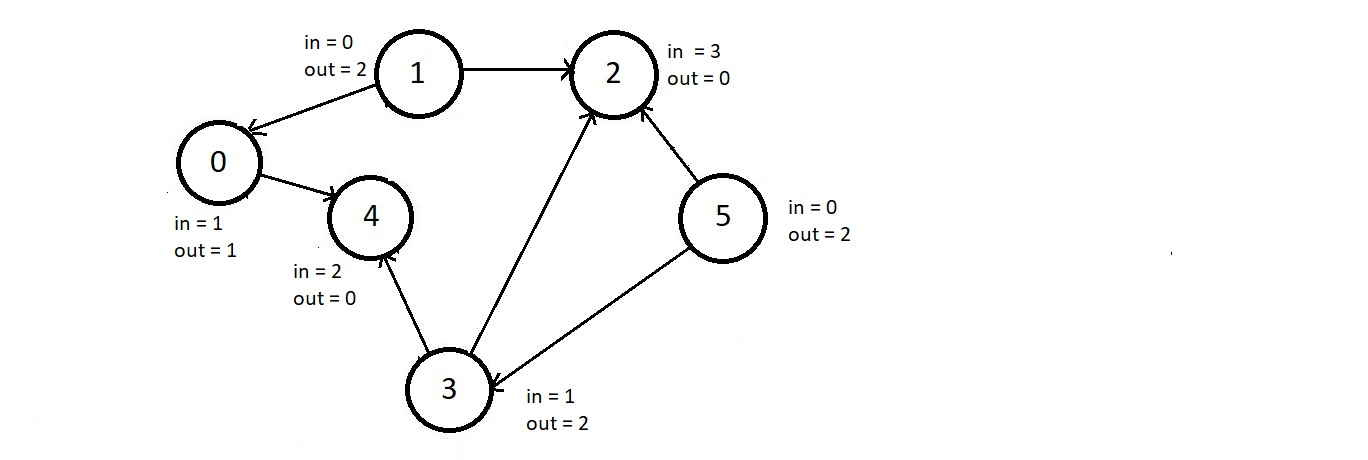 in = 0
out = 2
1
2
in = 3
out = 0
0
in = 1
out = 1
4
in = 2
out = 0
5
in = 0
out = 2
3
in = 1
out = 2